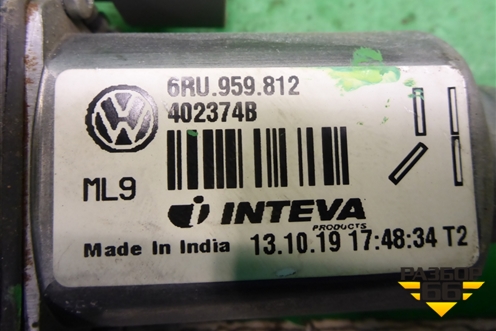 6RU.959.812
402374B
ML9
INTEVA
PRODUCTS
Made In India 13.10.19 17:48:34 T2
РАЗБОР
66